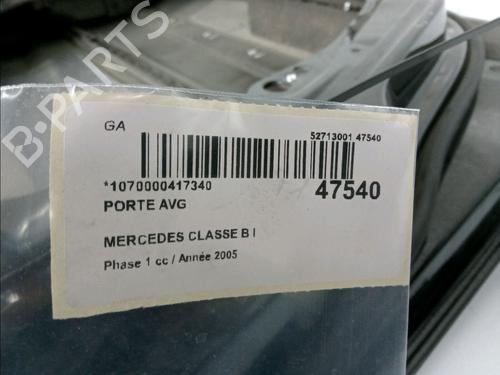 B-PARTS
GA
52713001 47540
*1070000417340
47540
PORTE AVG
MERCEDES CLASSE B I
Phase 1 cc / Année 2005